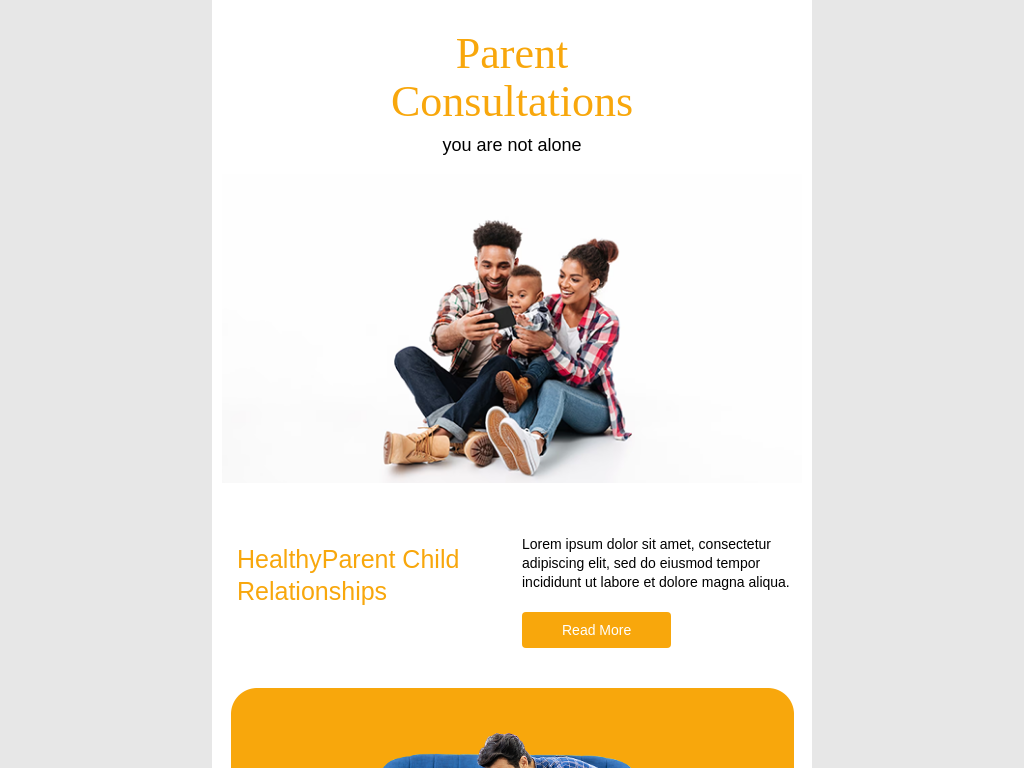 Parent
Consultations
you are not alone
HealthyParent Child
Relationships
Lorem ipsum dolor sit amet, consectetur
adipiscing elit, sed do eiusmod tempor
incididunt ut labore et dolore magna aliqua.
Read More